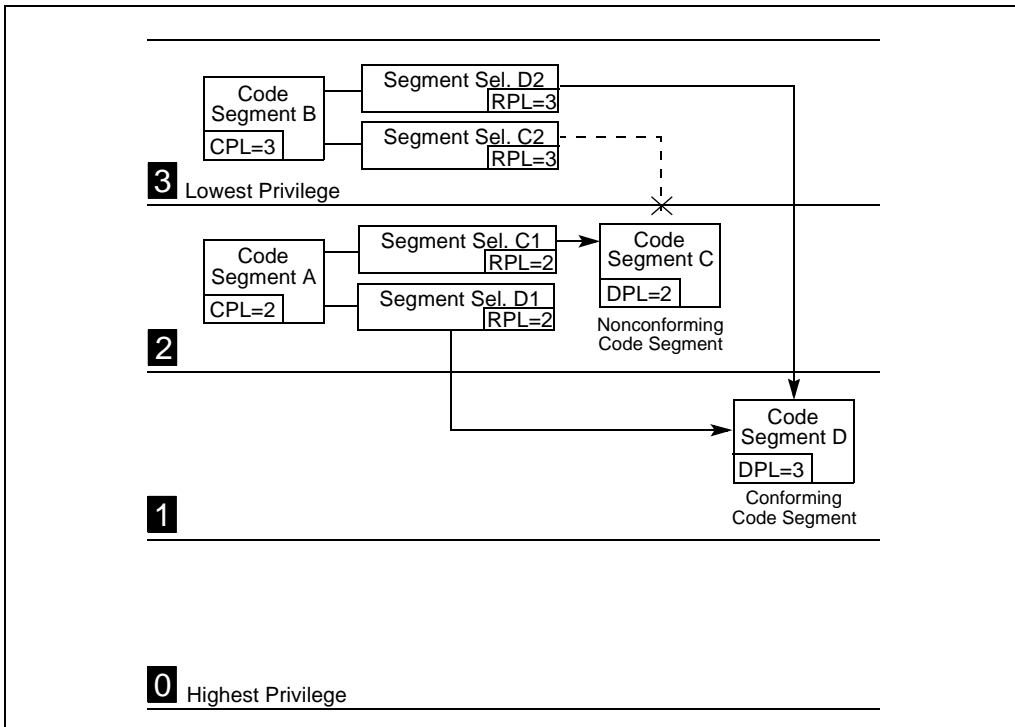 Code
Segment B
CPL=3
Segment Sel. D2
RPL=3
Segment Sel. C2
RPL=3
3 Lowest Privilege
Code
Segment A
CPL=2
Segment Sel. C1
RPL=2
Segment Sel. D1
RPL=2
Code
Segment C
DPL=2
Nonconforming
Code Segment
2
Code
Segment D
DPL=3
Conforming
Code Segment
1
0 Highest Privilege